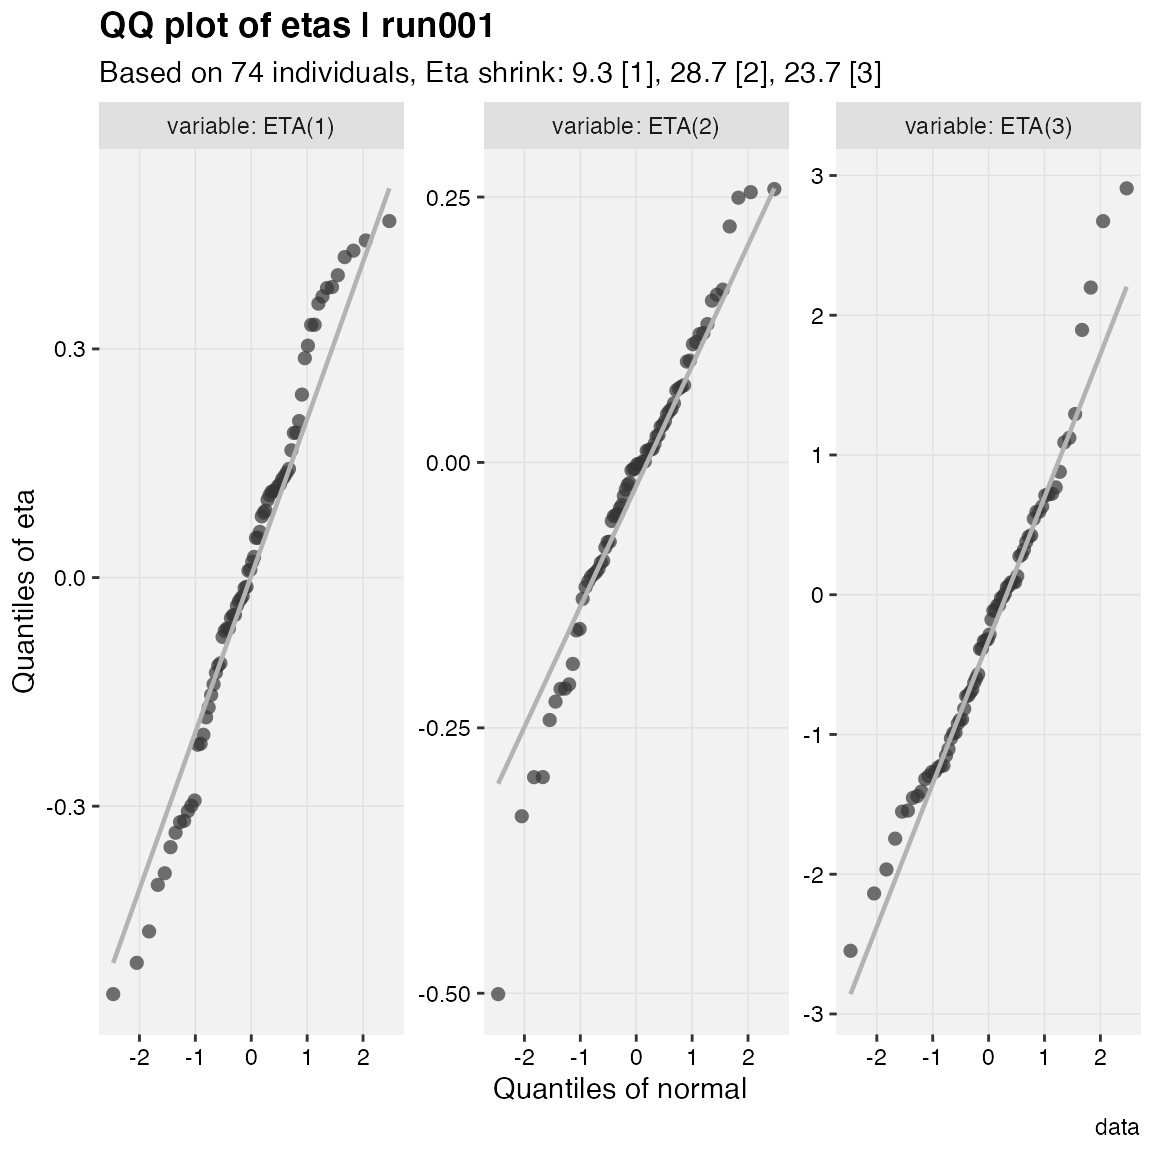 QQ plot of etas | run001
Based on 74 individuals, Eta shrink: 9.3 [1], 28.7 [2], 23.7 [3]
variable: ETA(1)
variable: ETA(2)
variable: ETA(3)
Quantiles of eta
0.3
0.0
-0.3
0.25
0.00
-0.25
-0.50
3
2
1
0
-1
-2
-3
-2 -1 0 1 2
-2 -1 0 1 2
-2 -1 0 1 2
Quantiles of normal
data